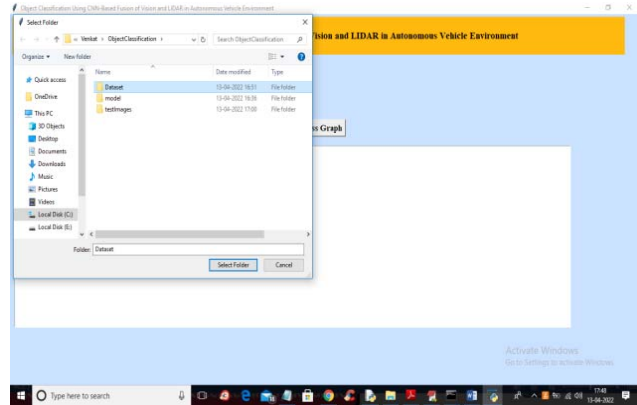 Object Classification Using CNN-Based Fusion of Vision and LIDAR in Autonomous Vehicle Environment
Select Folder
Vision and LIDAR in Autonomous Vehicle Environment
« Venkat › ObjectClassification ›
Search ObjectClassification
Organize
New folder
Name
Date modified
Type
Quick access
OneDrive
This PC
3D Objects
Desktop
Documents
Downloads
Music
Pictures
Videos
Local Disk (C:)
Local Disk (E:)
Dataset 13-04-2022 16:51 File folder
model 13-04-2022 16:39 File folder
testImages 13-04-2022 17:08 File folder
ss Graph
Folder: Dataset
Select Folder
Cancel
Activate Windows
Go to Settings to activate Windows.
Type here to search
17:48
13-04-2022